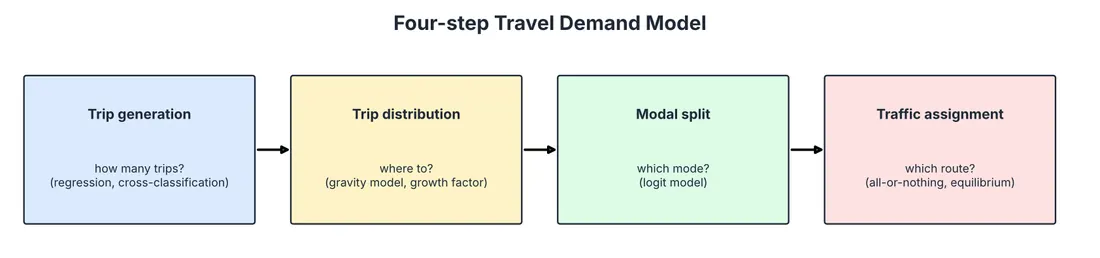 Four-step Travel Demand Model
Trip generation
how many trips?
(regression, cross-classification)
Trip distribution
where to?
(gravity model, growth factor)
Modal split
which mode?
(logit model)
Traffic assignment
which route?
(all-or-nothing, equilibrium)